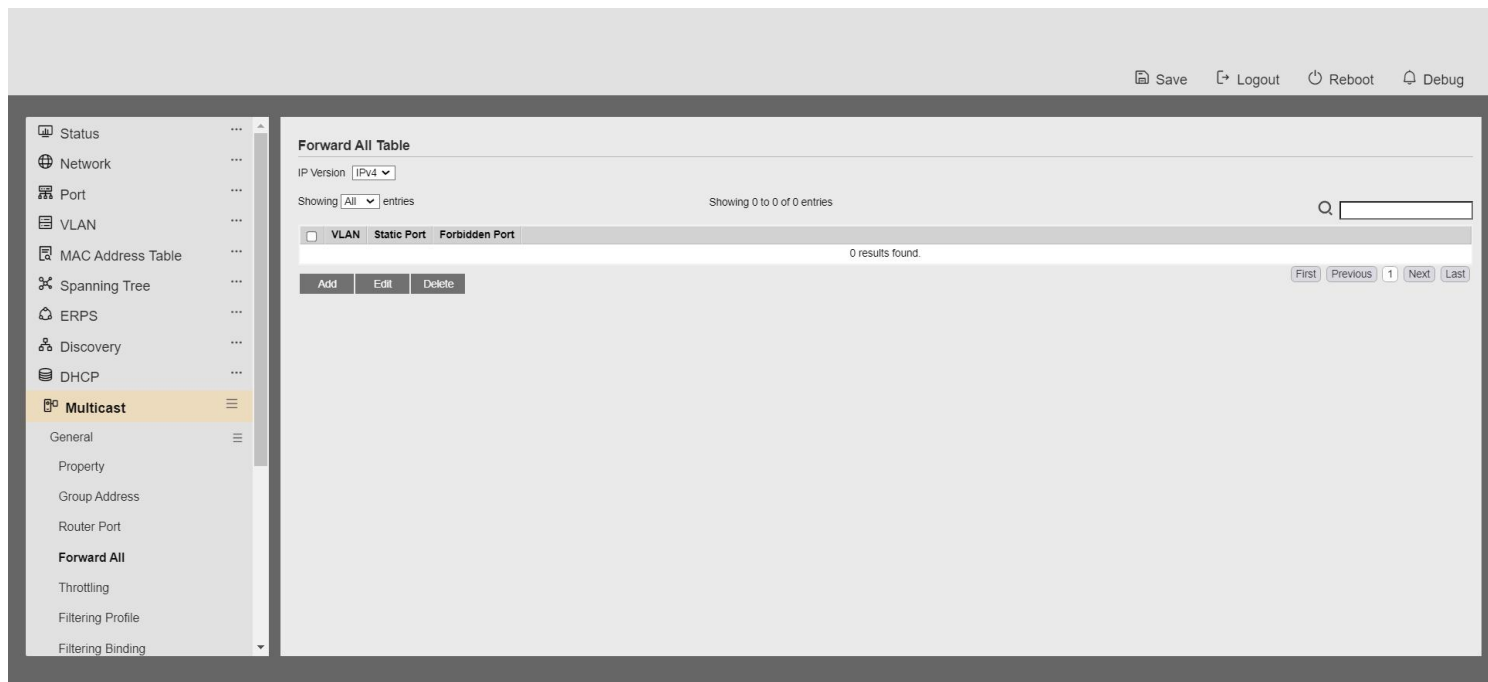 Save Logout Reboot Debug
Status
Network
Port
VLAN
MAC Address Table
Spanning Tree
ERPS
Discovery
DHCP
Multicast
General
Property
Group Address
Router Port
Forward All
Throttling
Filtering Profile
Filtering Binding
Forward All Table
IP Version IPv4
Showing All entries Showing 0 to 0 of 0 entries
VLAN Static Port Forbidden Port
0 results found.
Add Edit Delete First Previous 1 Next Last